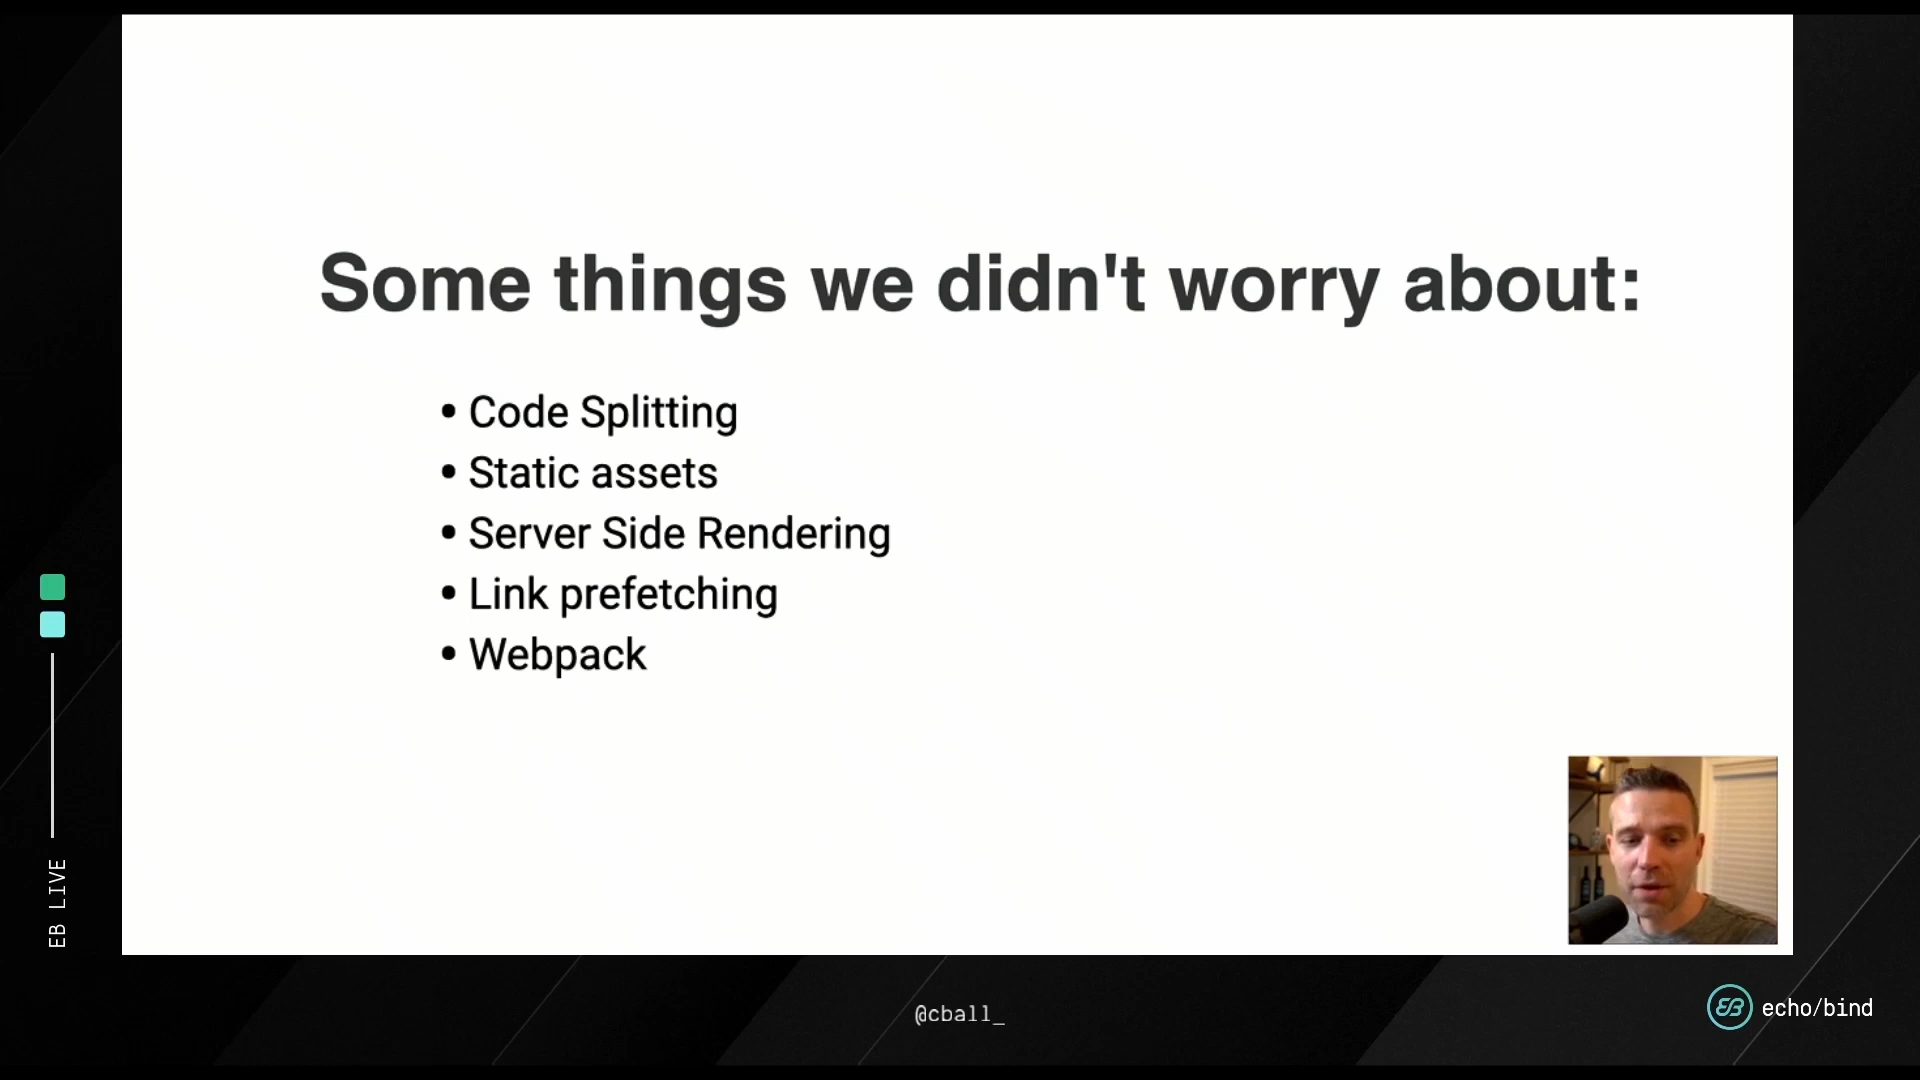 Some things we didn't worry about:
• Code Splitting
• Static assets
• Server Side Rendering
• Link prefetching
• Webpack
EB LIVE
@cball_
EB echo/bind